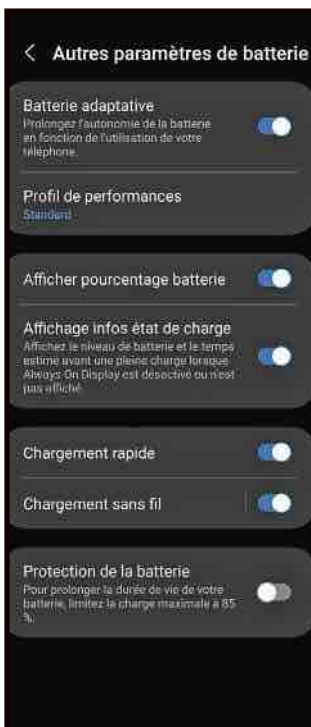 Autres paramètres de batterie
Batterie adaptative
Prolongez l'autonomie de la batterie
en fonction de l'utilisation de votre
téléphone.
Profil de performances
Standard
Afficher pourcentage batterie
Affichage infos état de charge
Affichez le niveau de batterie et le temps
estimé avant une pleine charge lorsque
Always On Display est désactivé ou n'est
pas affiché.
Chargement rapide
Chargement sans fil
Protection de la batterie
Pour prolonger la durée de vie de votre
batterie, limitez la charge maximale à 85
%.